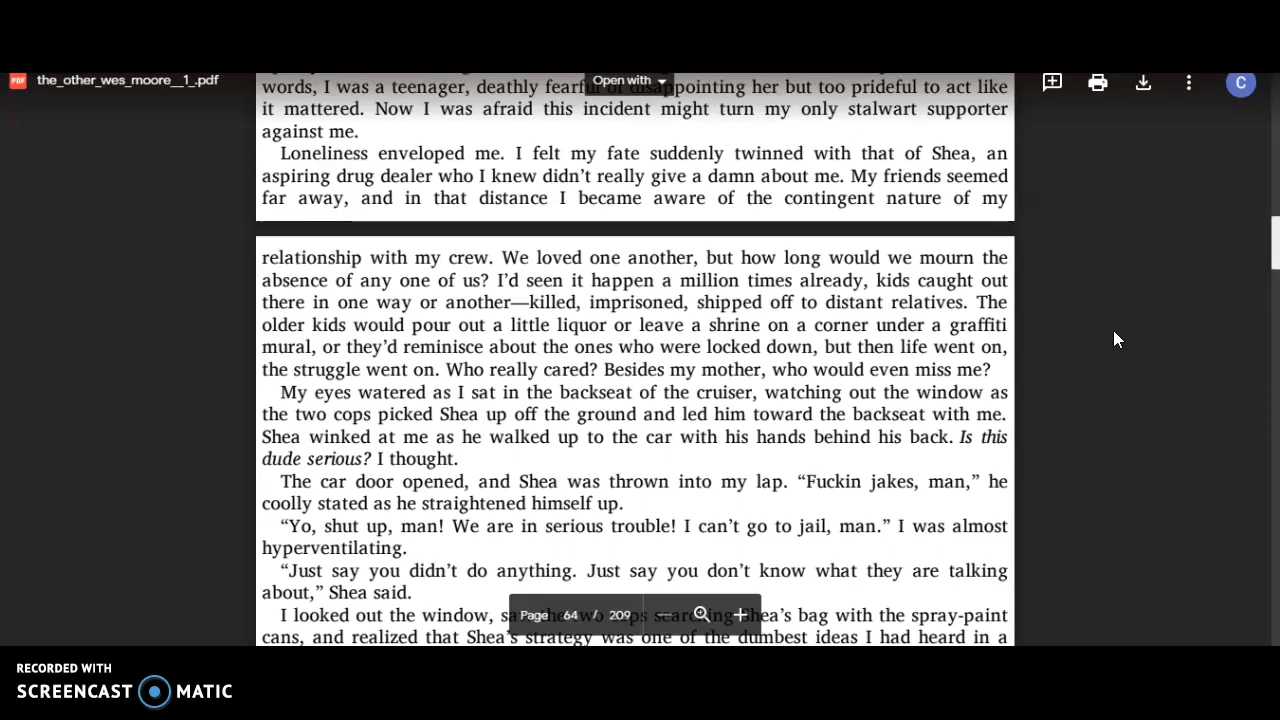 the_other_wes_moore__1_.pdf
Open with
words, I was a teenager, deathly fearful of disappointing her but too prideful to act like
it mattered. Now I was afraid this incident might turn my only stalwart supporter
against me.
Loneliness enveloped me. I felt my fate suddenly twinned with that of Shea, an
aspiring drug dealer who I knew didn’t really give a damn about me. My friends seemed
far away, and in that distance I became aware of the contingent nature of my
relationship with my crew. We loved one another, but how long would we mourn the
absence of any one of us? I’d seen it happen a million times already, kids caught out
there in one way or another—killed, imprisoned, shipped off to distant relatives. The
older kids would pour out a little liquor or leave a shrine on a corner under a graffiti
mural, or they’d reminisce about the ones who were locked down, but then life went on,
the struggle went on. Who really cared? Besides my mother, who would even miss me?
My eyes watered as I sat in the backseat of the cruiser, watching out the window as
the two cops picked Shea up off the ground and led him toward the backseat with me.
Shea winked at me as he walked up to the car with his hands behind his back. Is this
dude serious? I thought.
The car door opened, and Shea was thrown into my lap. “Fuckin jakes, man,” he
coolly stated as he straightened himself up.
“Yo, shut up, man! We are in serious trouble! I can’t go to jail, man.” I was almost
hyperventilating.
“Just say you didn’t do anything. Just say you don’t know what they are talking
about,” Shea said.
I looked out the window, saw the two cops searching Shea’s bag with the spray-paint
cans, and realized that Shea’s strategy was one of the dumbest ideas I had heard in a
Page 64 / 209
C
RECORDED WITH
SCREENCAST MATIC